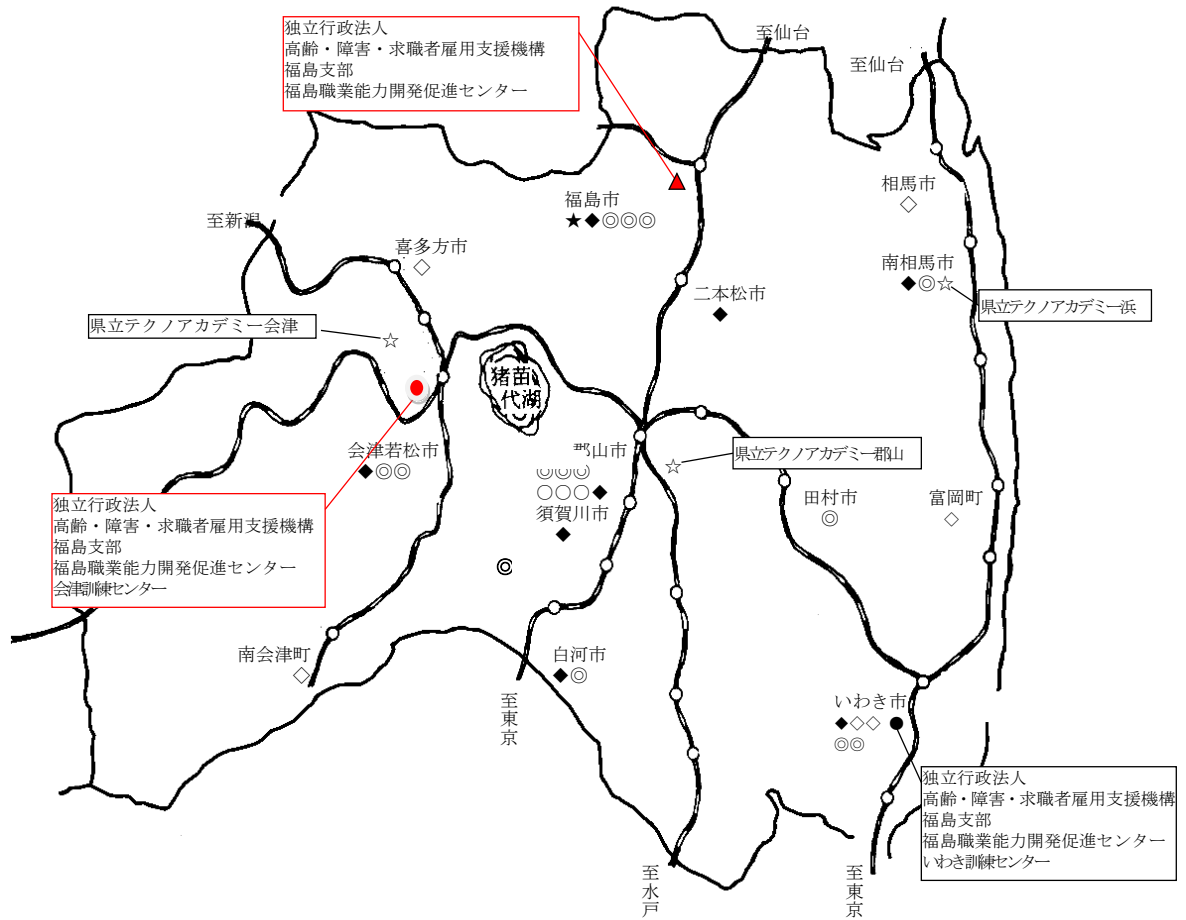 独立行政法人
高齢・障害・求職者雇用支援機構
福島支部
福島職業能力開発促進センター
至仙台
至仙台
相馬市
◇
福島市
★◆◎◎◎
至新潟
喜多方市
◇
南相馬市
◆◎☆
県立テクノアカデミー浜
二本松市
◆
県立テクノアカデミー会津
☆
猪苗
代湖
会津若松市
◆◎◎
郡山市
◎◎◎
○○○◆
☆
県立テクノアカデミー郡山
須賀川市
◆
田村市
◎
富岡町
◇
独立行政法人
高齢・障害・求職者雇用支援機構
福島支部
福島職業能力開発促進センター
会津訓練センター
◎
南会津町
◇
白河市
◆◎
至東京
いわき市
◆◇◇ ●
◎◎
独立行政法人
高齢・障害・求職者雇用支援機構
福島支部
福島職業能力開発促進センター
いわき訓練センター
至水戸
至東京